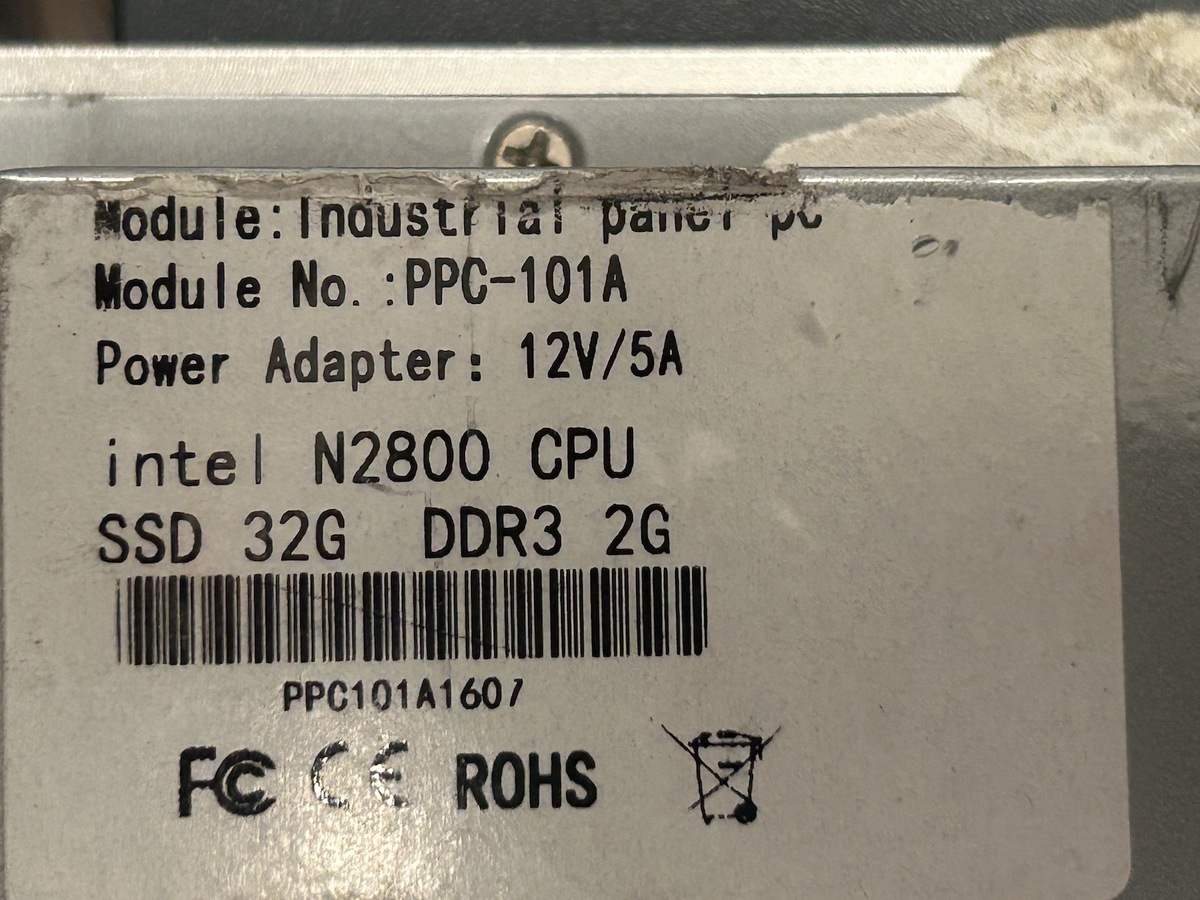 Module:Industrial panel pc
Module No.:PPC-101A
Power Adapter: 12V/5A
intel N2800 CPU
SSD 32G DDR3 2G
PPC101A1607
FC CE ROHS